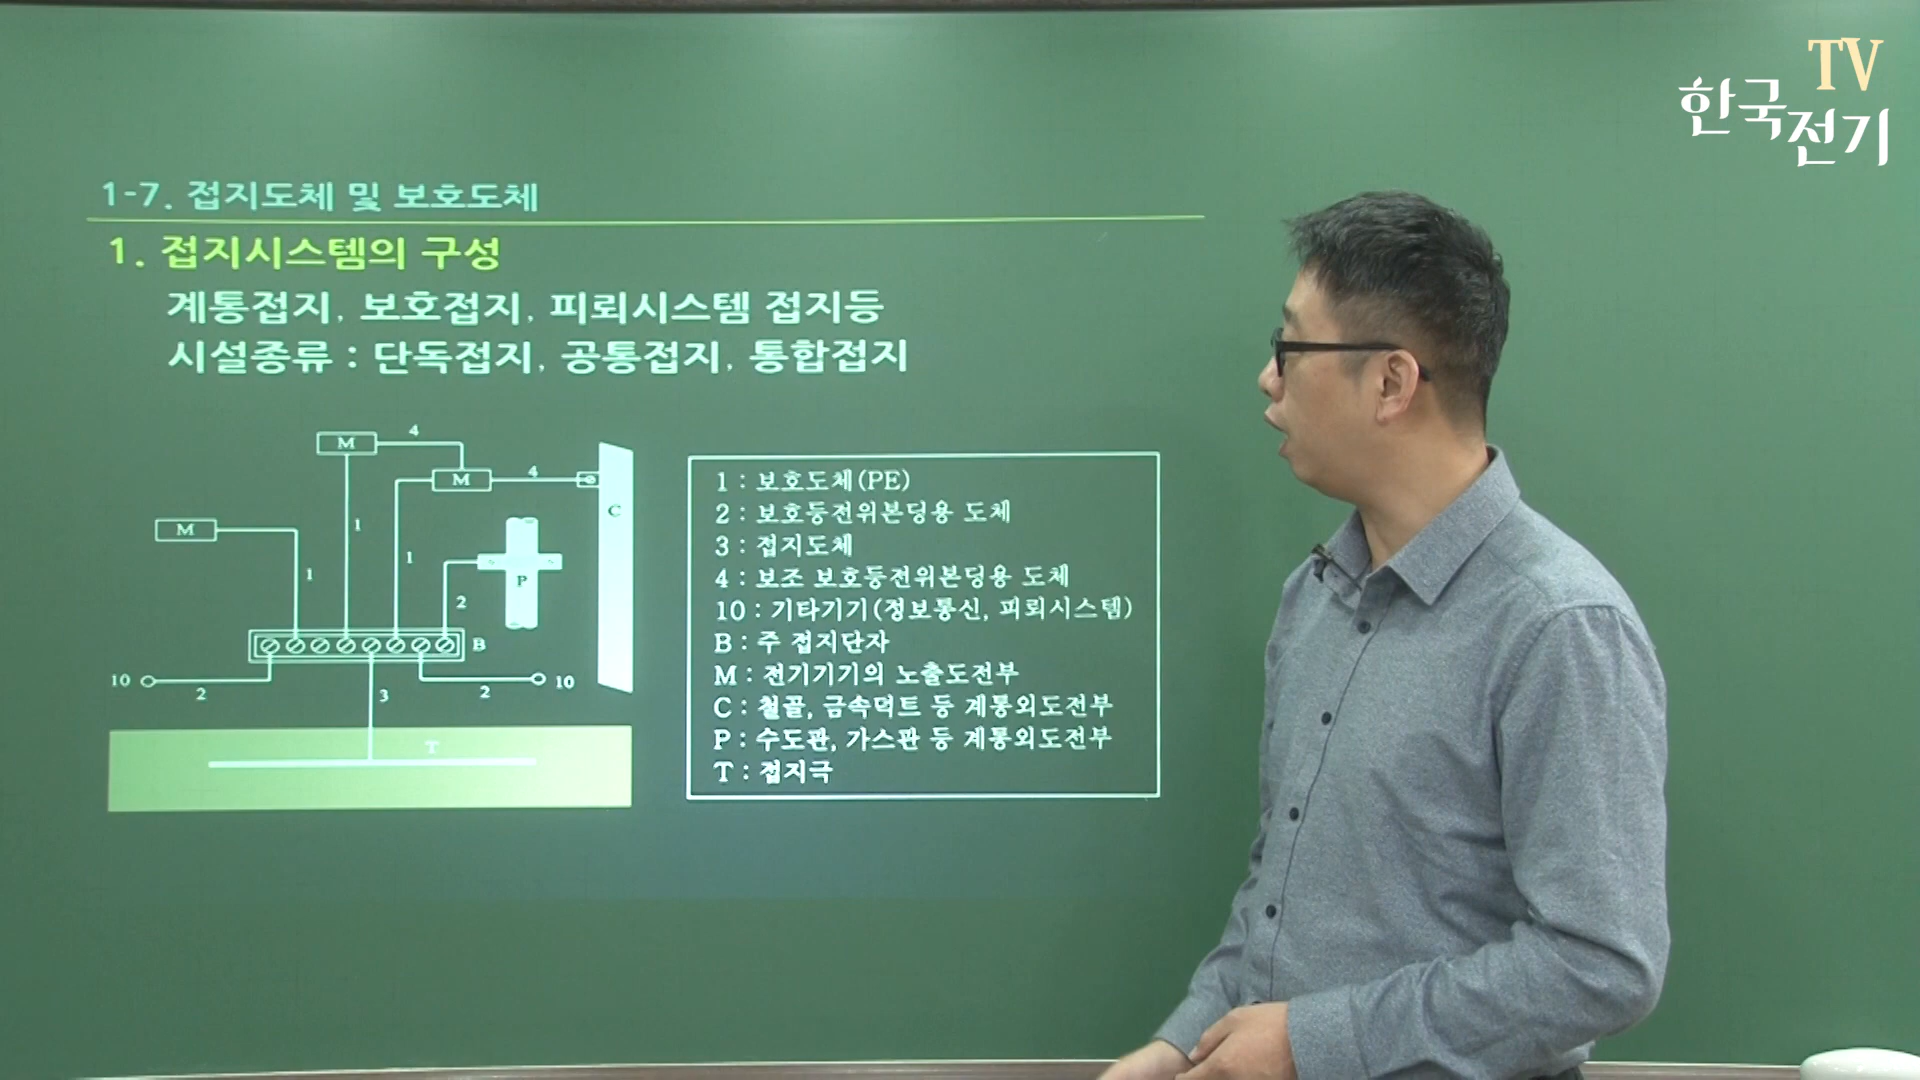 TV
한국전기
1-7. 접지도체 및 보호도체
1. 접지시스템의 구성
계통접지, 보호접지, 피뢰시스템 접지등
시설종류 : 단독접지, 공통접지, 통합접지
M
4
M
4
C
M
1
1
1
P
2
B
10
2
3
2
10
T
1 : 보호도체(PE)
2 : 보호등전위본딩용 도체
3 : 접지도체
4 : 보조 보호등전위본딩용 도체
10 : 기타기기(정보통신, 피뢰시스템)
B : 주 접지단자
M : 전기기기의 노출도전부
C : 철골, 금속덕트 등 계통외도전부
P : 수도관, 가스관 등 계통외도전부
T : 접지극